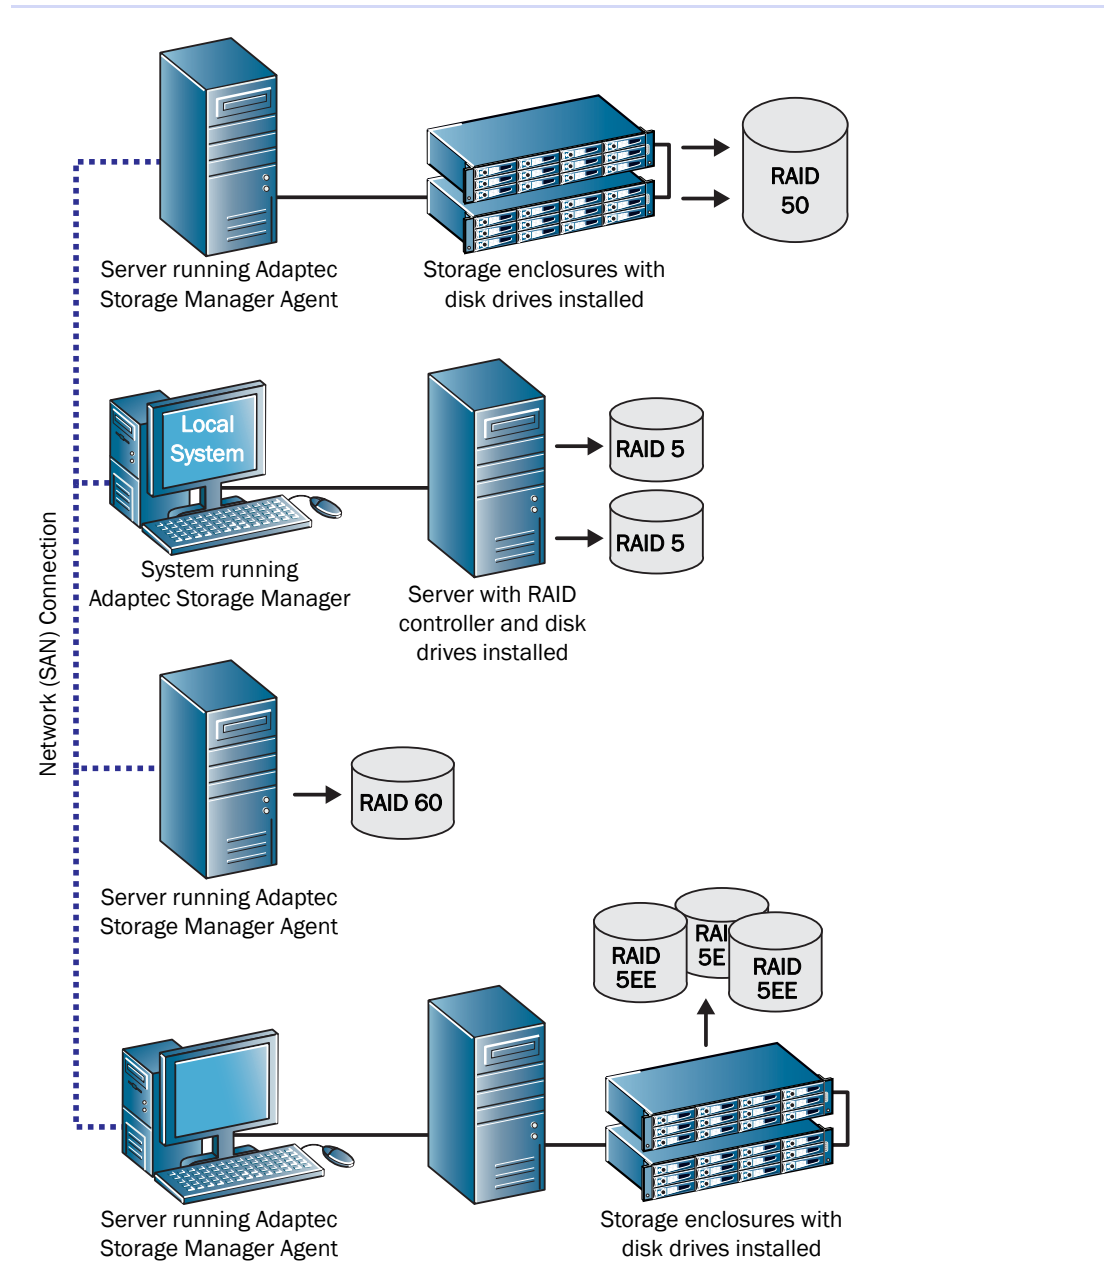 RAID
50
Server running Adaptec
Storage Manager Agent
Storage enclosures with
disk drives installed
Local
System
RAID 5
RAID 5
System running
Adaptec Storage Manager
Server with RAID
controller and disk
drives installed
Network (SAN) Connection
RAID 60
Server running Adaptec
Storage Manager Agent
RAID
5EE
RAI
5E
RAID
5EE
Server running Adaptec
Storage Manager Agent
Storage enclosures with
disk drives installed